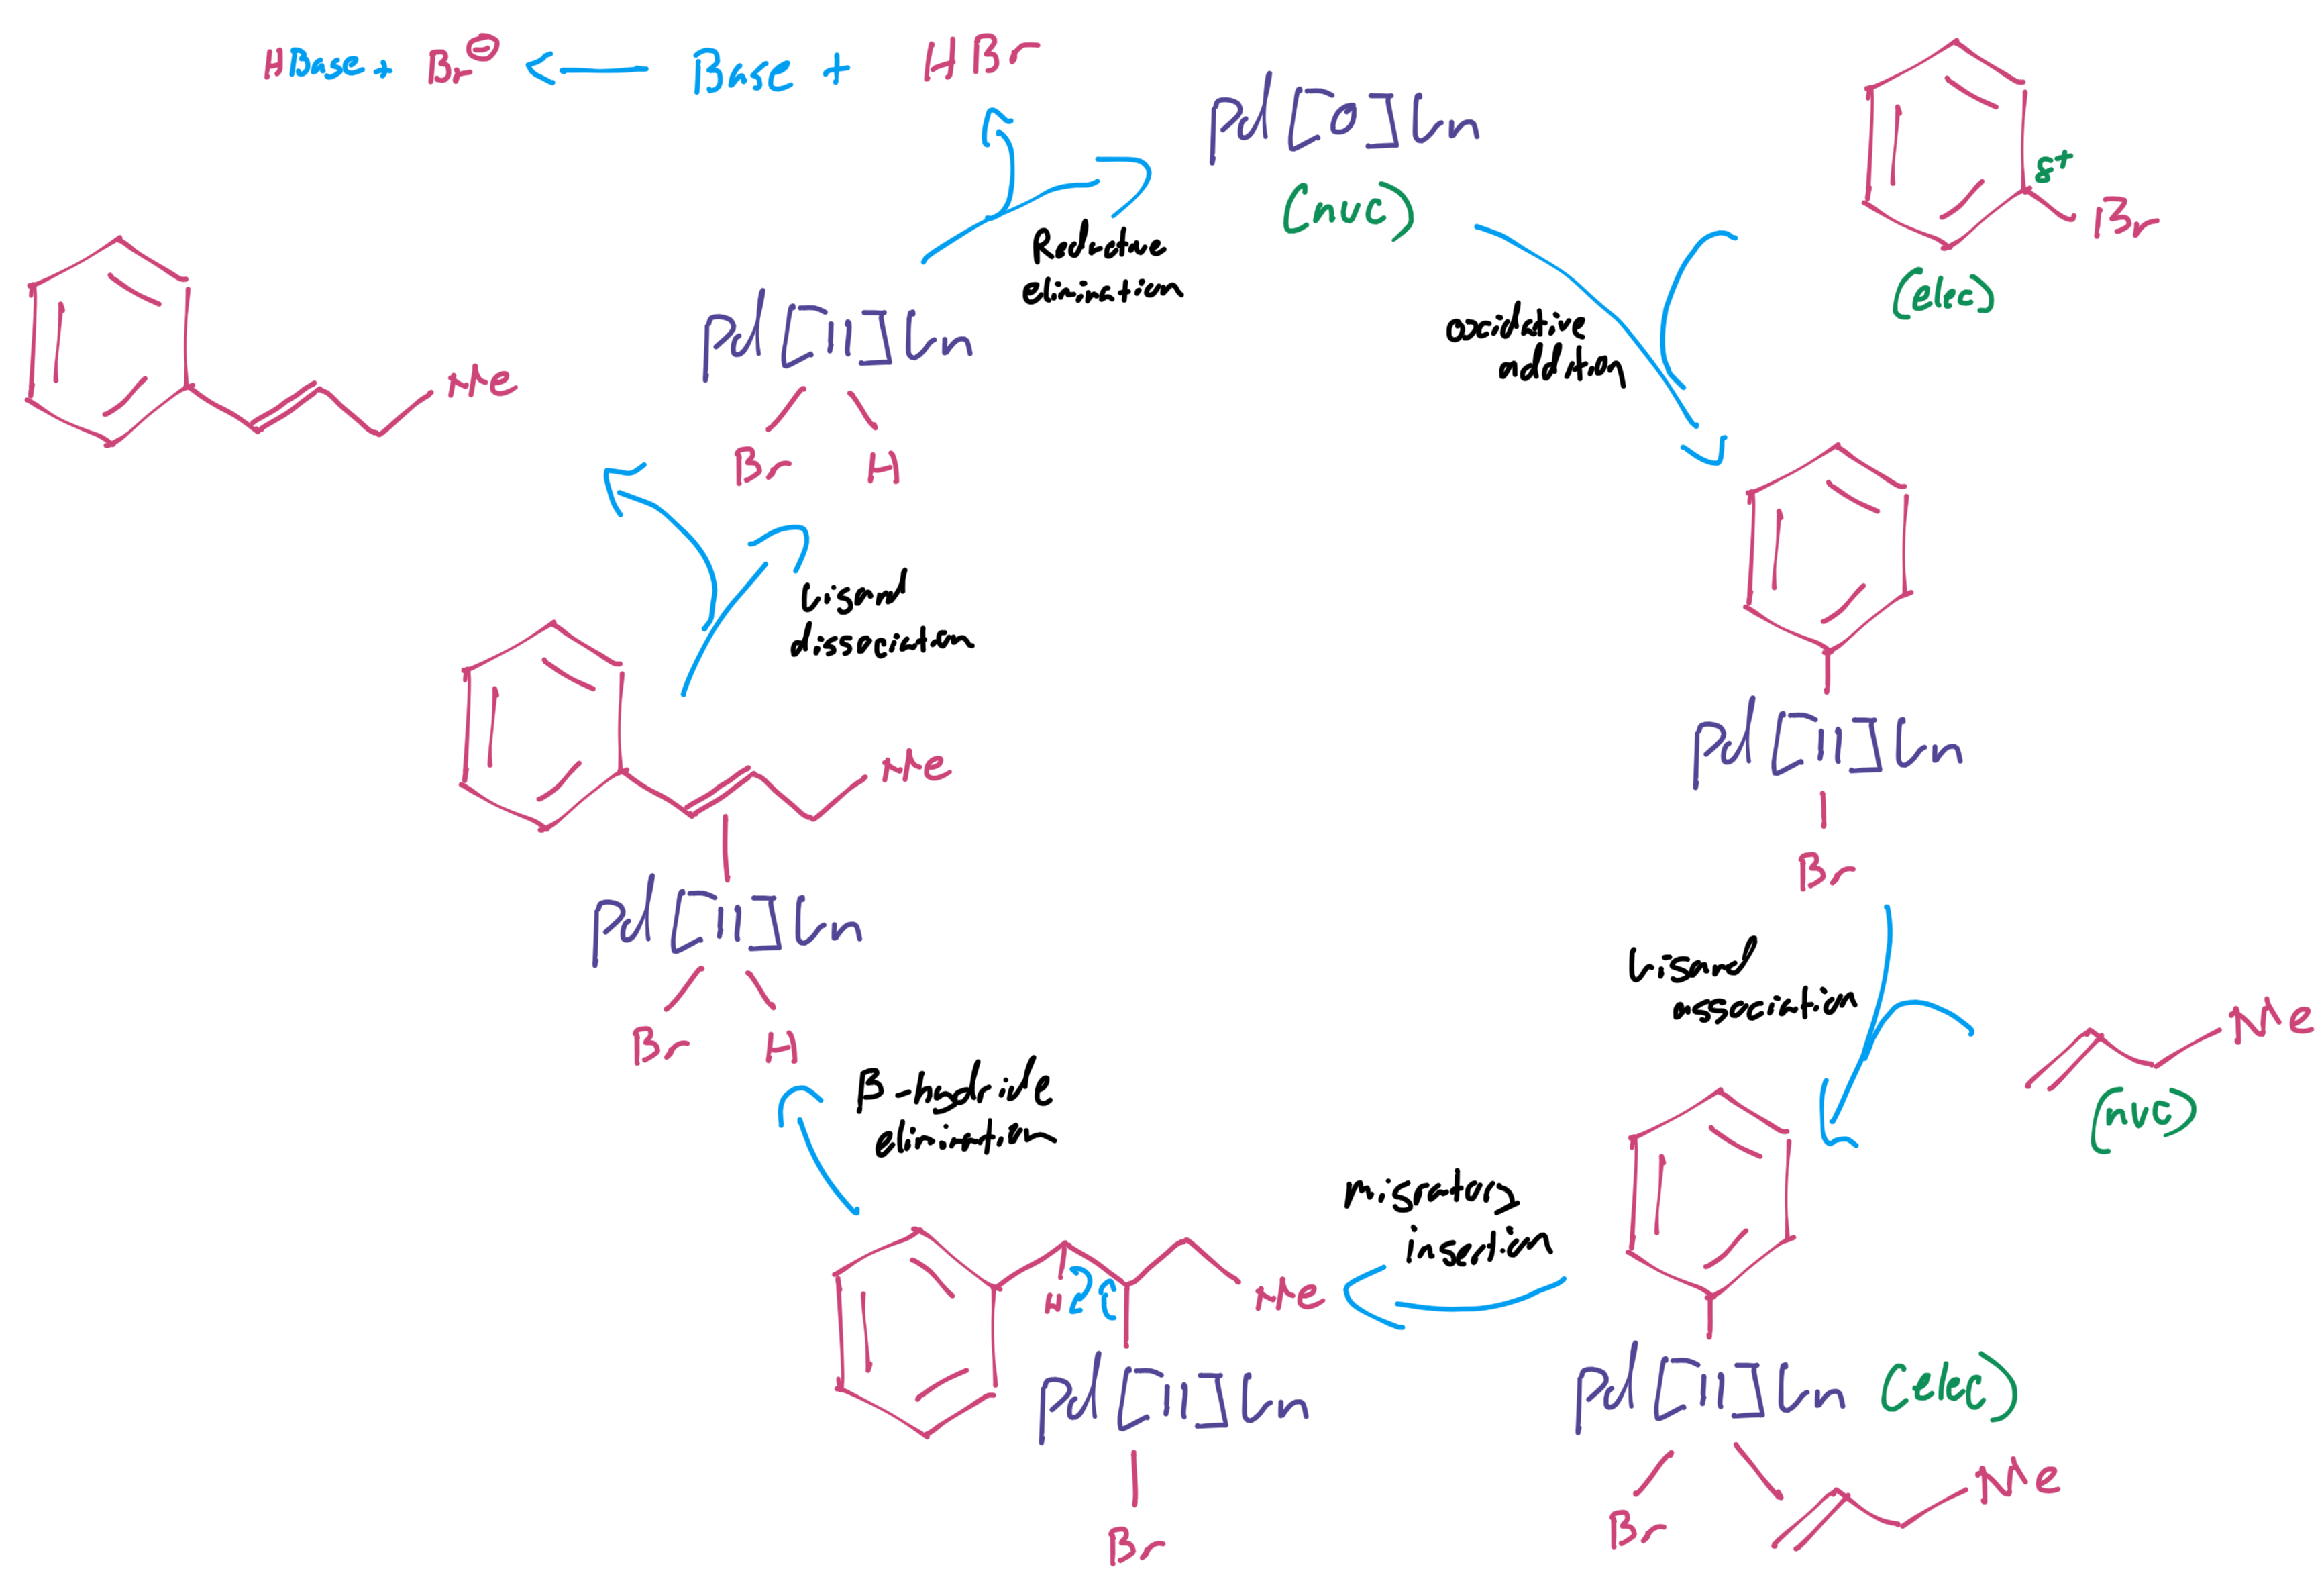 HBase + Br⊖ ← Base + HBr
Pd[0]Ln
(nuc)
δ+
Br
(elec)
Reductive
elimination
oxidative
addition
Pd[II]Ln
Br H
Me
Ligand
dissociation
Pd[II]Ln
Br
Me
Pd[II]Ln
Br H
Ligand
association
Me
(nuc)
β-hydride
elimination
migratory
insertion
H
Me
Pd[II]Ln
Br
Pd[II]Ln (elec)
Br
Me